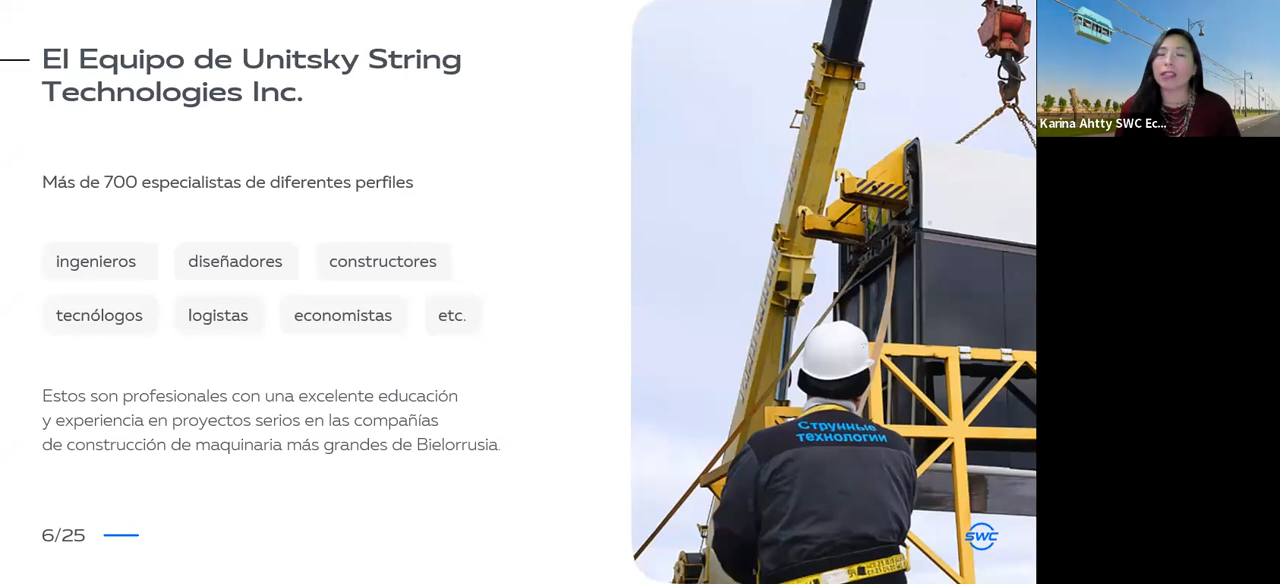 El Equipo de Unitsky String
Technologies Inc.
Más de 700 especialistas de diferentes perfiles
ingenieros
diseñadores
constructores
tecnólogos
logistas
economistas
etc.
Estos son profesionales con una excelente educación
y experiencia en proyectos serios en las compañías
de construcción de maquinaria más grandes de Bielorrusia.
6/25
Струнные
технологии
SWC
Karina Ahtty SWC Ec...